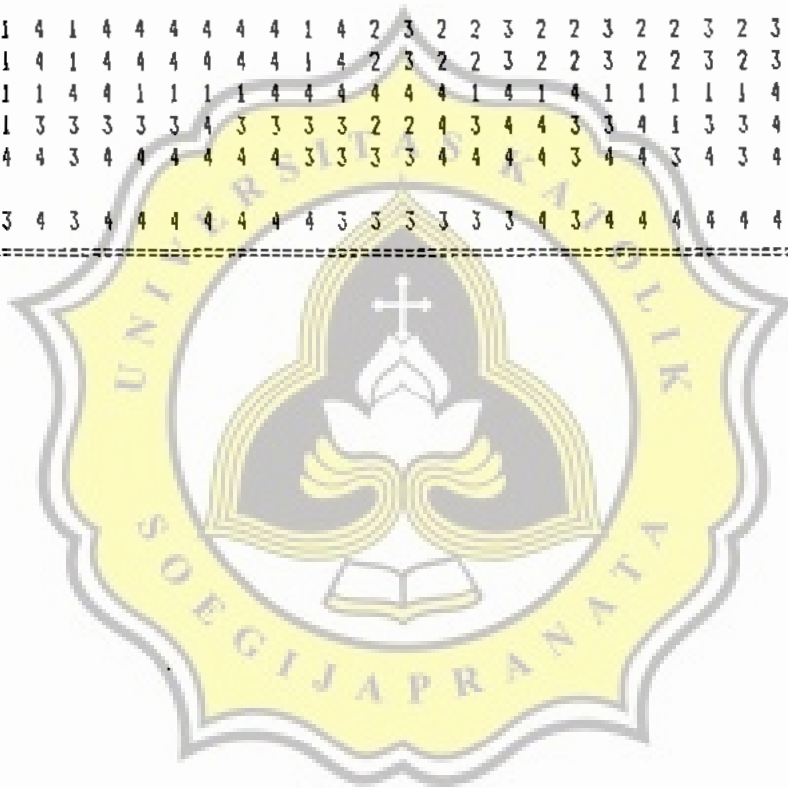 1 4 1 4 4 4 4 4 4 1 4 2 3 2 2 3 2 2 3 2 2 3 2 3
1 4 1 4 4 4 4 4 4 1 4 2 3 2 2 3 2 2 3 2 2 3 2 3
1 1 4 4 1 1 1 1 4 4 4 4 4 4 1 4 1 4 1 1 1 1 1 4
1 3 3 3 3 3 4 3 3 3 3 2 2 4 3 4 4 3 3 4 1 3 3 4
4 4 3 4 4 4 4 4 4 3 3 3 3 4 4 4 4 3 4 4 3 4 3 4
3 4 3 4 4 4 4 4 4 4 3 3 3 3 3 3 4 3 4 4 4 4 4 4
UNIVERSITAS KATOLIK
SOEGIJAPRANATA